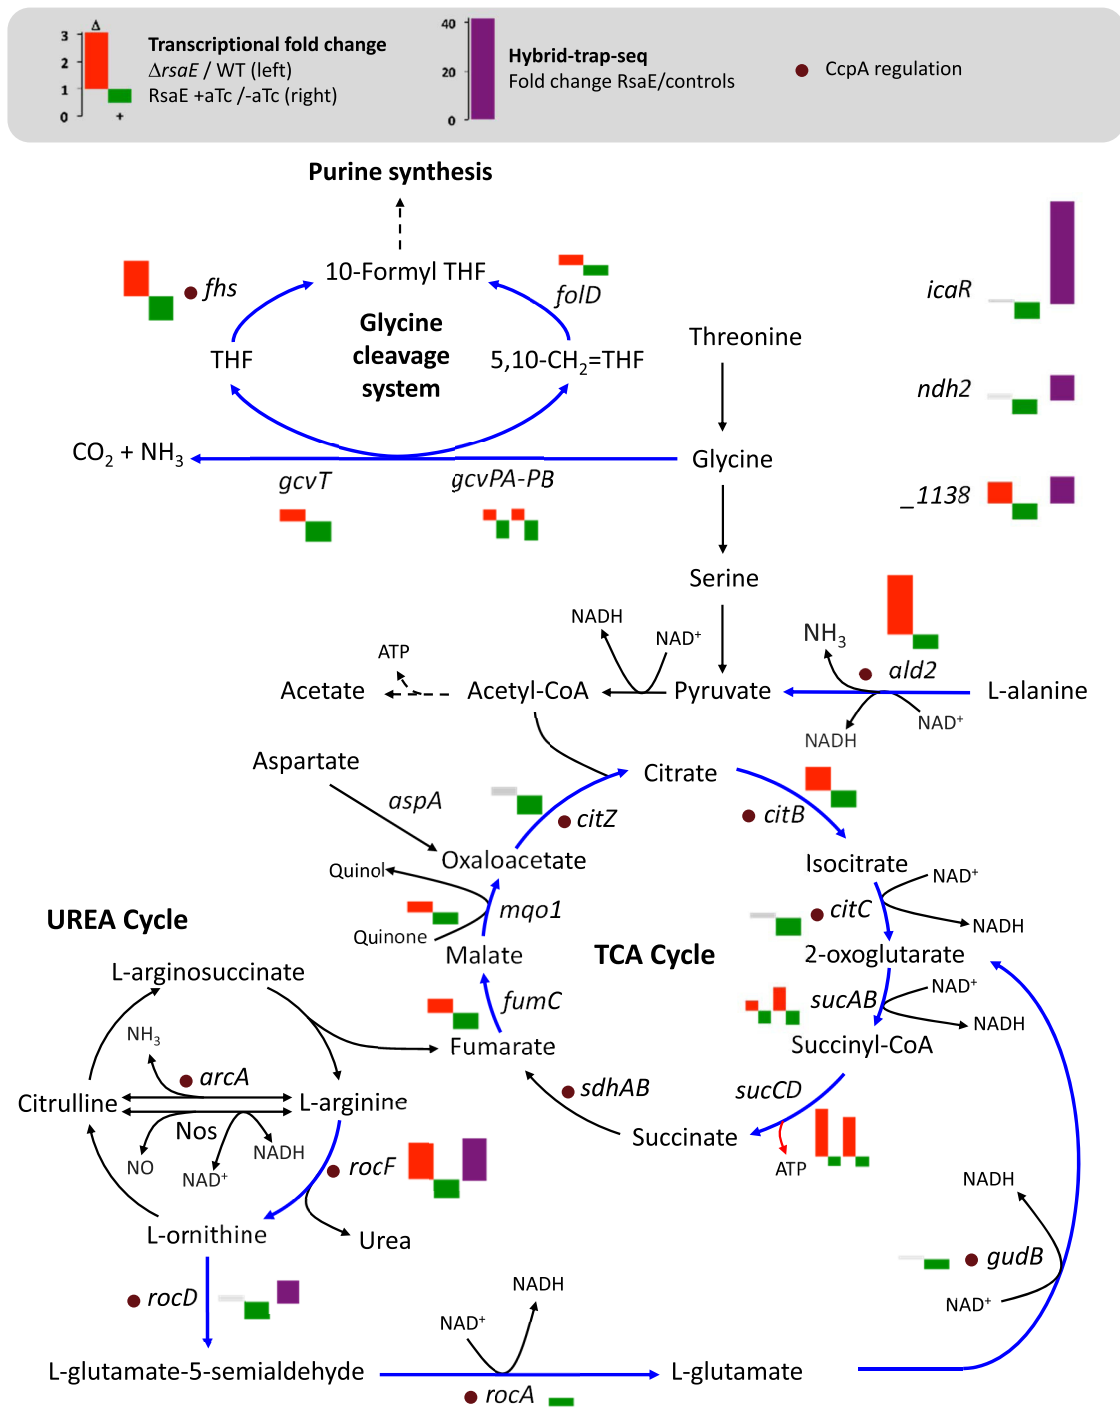 Δ
3
2
1
0
+
Transcriptional fold change
ΔrsaE / WT (left)
RsaE +aTc /-aTc (right)
40
20
0
Hybrid-trap-seq
Fold change RsaE/controls
CcpA regulation
Purine synthesis
10-Formyl THF
fhs
folD
icaR
Glycine
cleavage
system
THF
5,10-CH₂=THF
Threonine
ndh2
CO₂ + NH₃
Glycine
gcvT
gcvPA-PB
_1138
Serine
NADH
NAD⁺
NH₃
ATP
ald2
Acetate
Acetyl-CoA
Pyruvate
L-alanine
NAD⁺
NADH
Aspartate
Citrate
aspA
citZ
citB
Oxaloacetate
Isocitrate
Quinol
NAD⁺
mqo1
citC
UREA Cycle
Quinone
NADH
Malate
TCA Cycle
2-oxoglutarate
L-arginosuccinate
fumC
sucAB
NAD⁺
NADH
NH₃
Fumarate
Succinyl-CoA
arcA
sdhAB
sucCD
Citrulline
L-arginine
Nos
Succinate
NO
NAD⁺
NADH
rocF
ATP
NADH
L-ornithine
Urea
gudB
rocD
NADH
NAD⁺
NAD⁺
L-glutamate-5-semialdehyde
L-glutamate
rocA